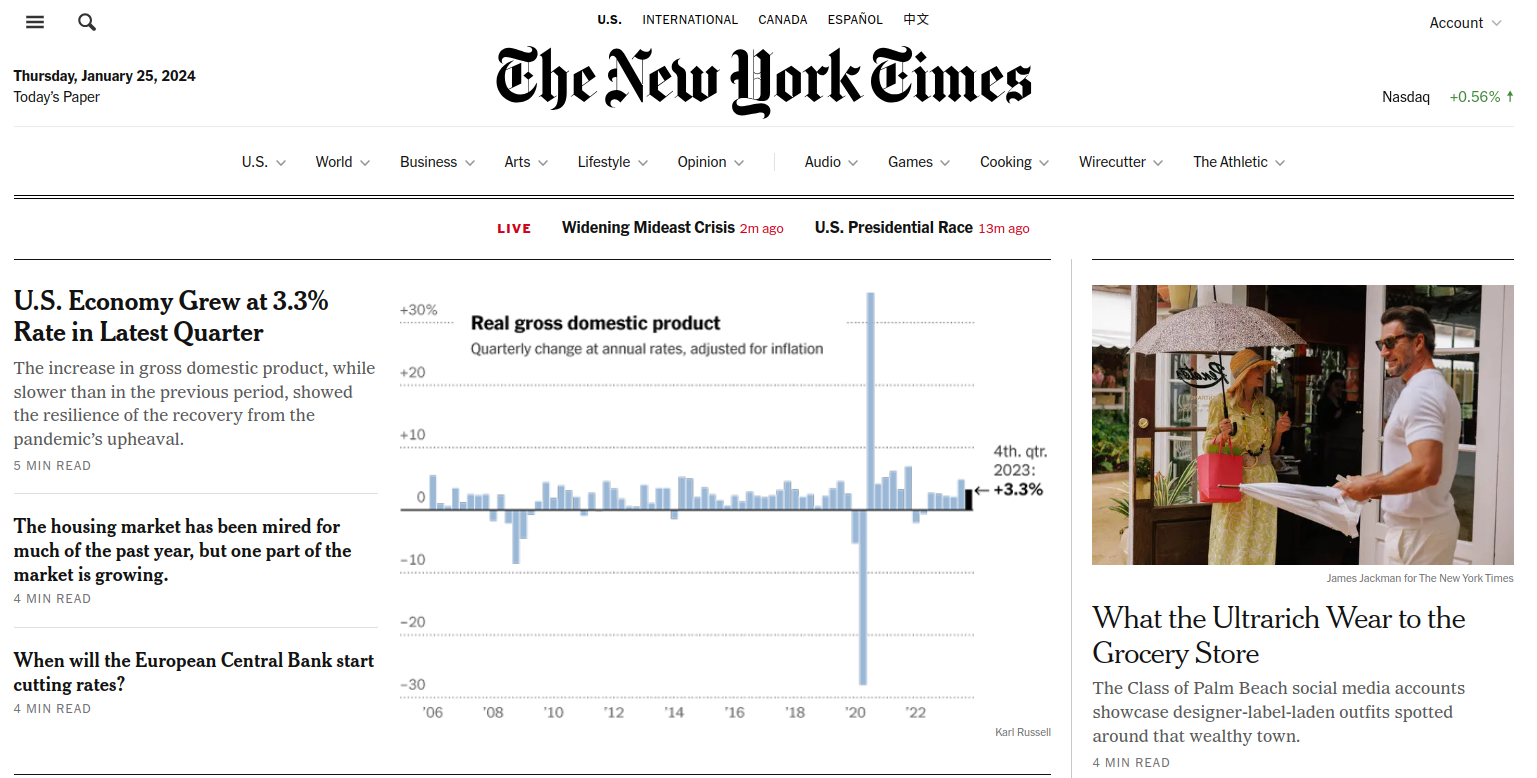 U.S. INTERNATIONAL CANADA ESPAÑOL 中文
Account
Thursday, January 25, 2024
Today's Paper
The New York Times
Nasdaq +0.56%
U.S. World Business Arts Lifestyle Opinion Audio Games Cooking Wirecutter The Athletic
LIVE Widening Mideast Crisis 2m ago U.S. Presidential Race 13m ago
U.S. Economy Grew at 3.3%
Rate in Latest Quarter
The increase in gross domestic product, while
slower than in the previous period, showed
the resilience of the recovery from the
pandemic's upheaval.
5 MIN READ
The housing market has been mired for
much of the past year, but one part of the
market is growing.
4 MIN READ
When will the European Central Bank start
cutting rates?
4 MIN READ
Real gross domestic product
Quarterly change at annual rates, adjusted for inflation
+30%
+20
+10
0
−10
−20
−30
'06 '08 '10 '12 '14 '16 '18 '20 '22
4th. qtr.
2023:
+3.3%
Karl Russell
James Jackman for The New York Times
What the Ultrarich Wear to the
Grocery Store
The Class of Palm Beach social media accounts
showcase designer-label-laden outfits spotted
around that wealthy town.
4 MIN READ